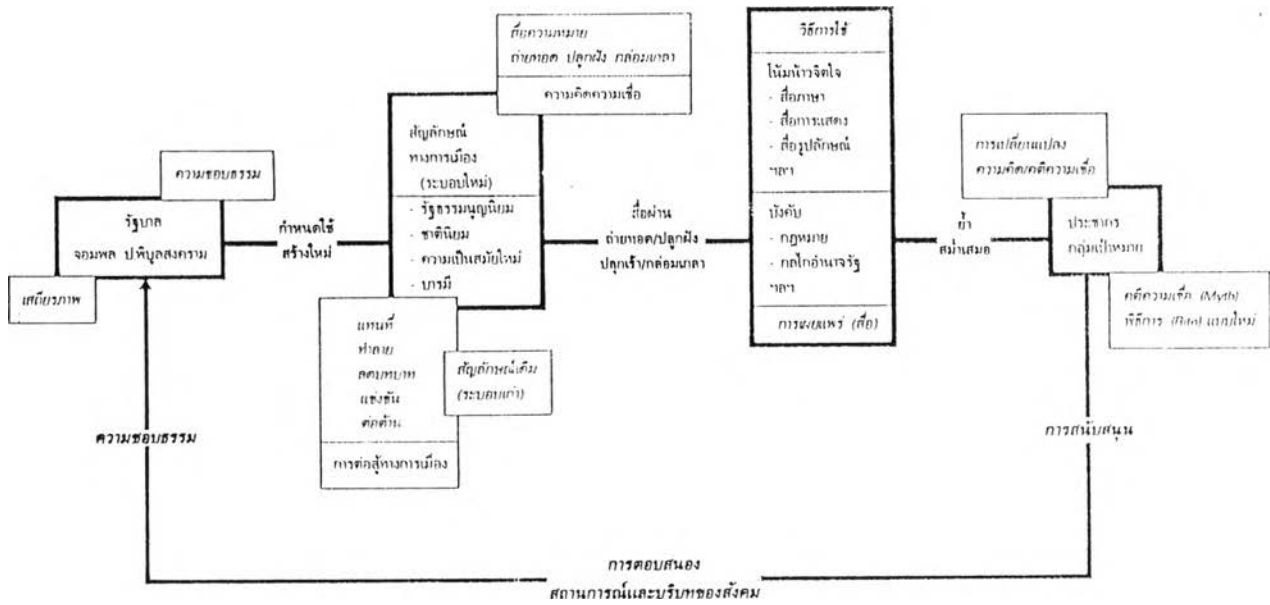 ความชอบธรรม
รัฐบาล
จอมพล ป.พิบูลสงคราม
เสถียรภาพ
กำหนดใช้
สร้างใหม่
สื่อความหมาย
ถ่ายทอด ปลูกฝัง กล่อมเกลา
ความคิดความเชื่อ
สัญลักษณ์
ทางการเมือง
(ระบอบใหม่)
- รัฐธรรมนูญนิยม
- ชาตินิยม
- ความเป็นสมัยใหม่
- บารมี
แทนที่
ทำลาย
ลดบทบาท
แข่งขัน
ต่อต้าน
การต่อสู้ทางการเมือง
สัญลักษณ์เดิม
(ระบอบเก่า)
สื่อผ่าน
ถ่ายทอด/ปลูกฝัง
ปลุกเร้า/กล่อมเกลา
วิธีการใช้
โน้มน้าวจิตใจ
- สื่อภาษา
- สื่อการแสดง
- สื่อรูปลักษณ์
ฯลฯ
บังคับ
- กฎหมาย
- กลไกอำนาจรัฐ
ฯลฯ
การเผยแพร่ (สื่อ)
ย้ำ
สม่ำเสมอ
การเปลี่ยนแปลง
ความคิด/คติความเชื่อ
ประชากร
กลุ่มเป้าหมาย
คติความเชื่อ (Myth)
พิธีการ (Rite) แบบใหม่
ความชอบธรรม
การสนับสนุน
การตอบสนอง
สถานการณ์และบริบทของสังคม